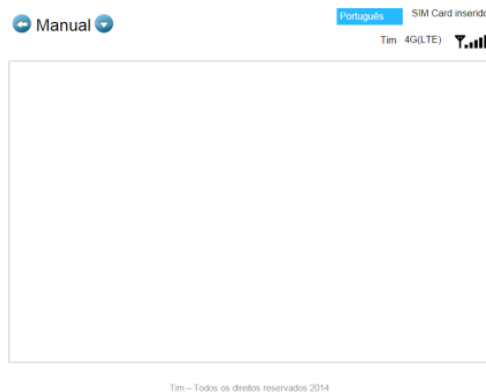 Manual
Português
SIM Card inserido
Tim 4G(LTE)
Tim – Todos os direitos reservados 2014